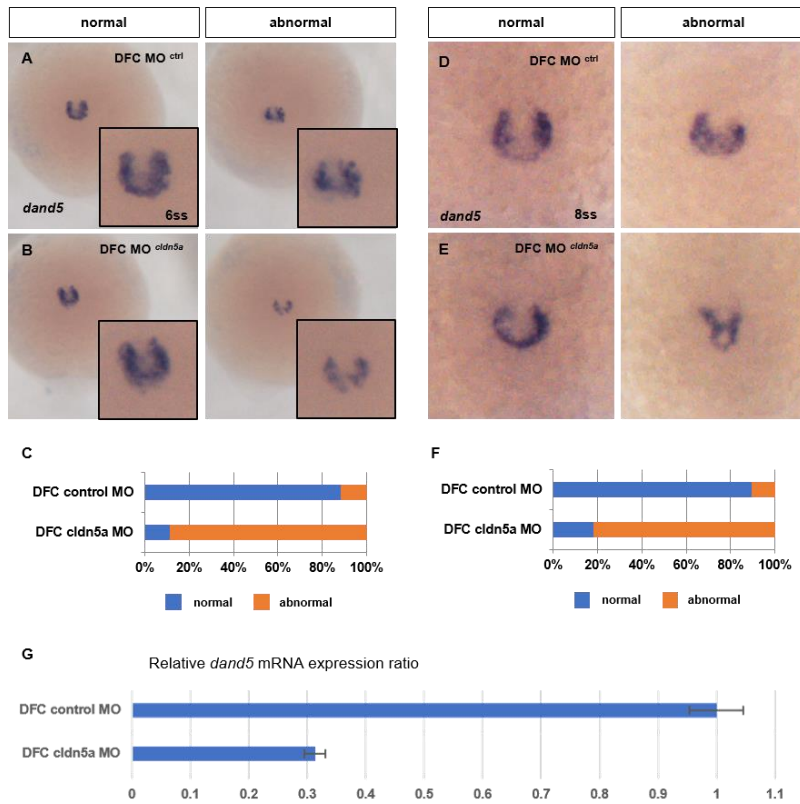 normal abnormal normal abnormal
A DFC MO ctrl D DFC MO ctrl
dand5 6ss dand5 8ss
B DFC MO cldn5a E DFC MO cldn5a
C
DFC control MO
DFC cldn5a MO
0% 20% 40% 60% 80% 100%
normal abnormal
F
DFC control MO
DFC cldn5a MO
0% 20% 40% 60% 80% 100%
normal abnormal
G
Relative dand5 mRNA expression ratio
DFC control MO
DFC cldn5a MO
0 0.1 0.2 0.3 0.4 0.5 0.6 0.7 0.8 0.9 1 1.1